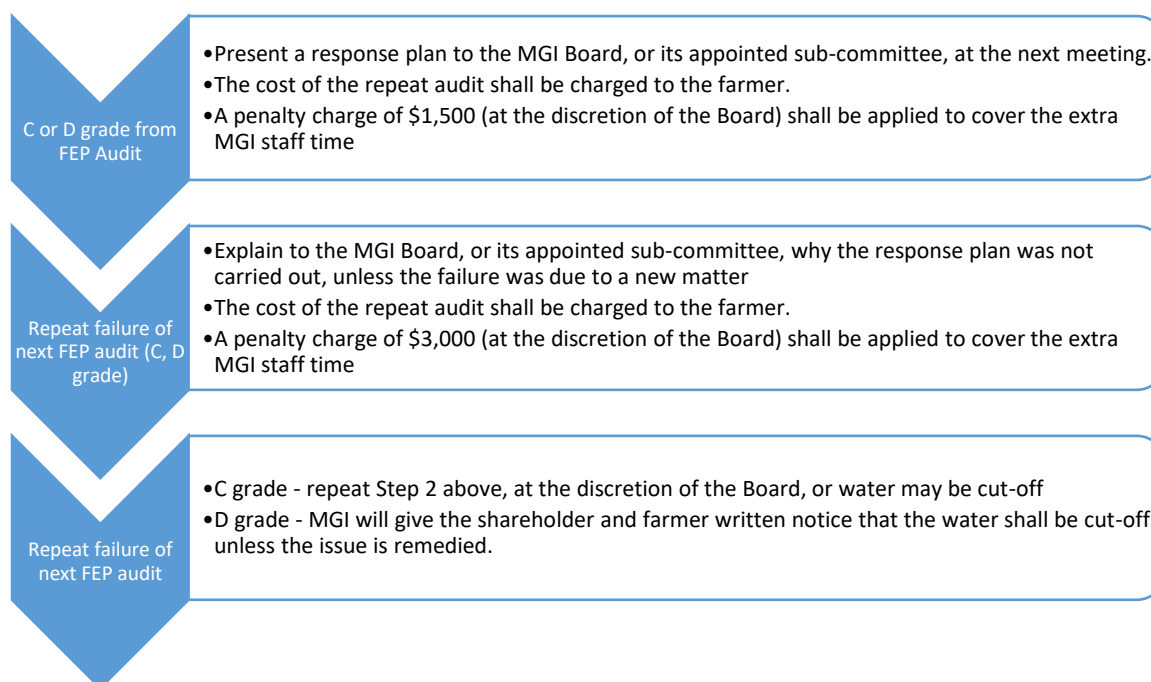 C or D grade from
FEP Audit
•Present a response plan to the MGI Board, or its appointed sub-committee, at the next meeting.
•The cost of the repeat audit shall be charged to the farmer.
•A penalty charge of $1,500 (at the discretion of the Board) shall be applied to cover the extra
MGI staff time
Repeat failure of
next FEP audit (C, D
grade)
•Explain to the MGI Board, or its appointed sub-committee, why the response plan was not
carried out, unless the failure was due to a new matter
•The cost of the repeat audit shall be charged to the farmer.
•A penalty charge of $3,000 (at the discretion of the Board) shall be applied to cover the extra
MGI staff time
Repeat failure of
next FEP audit
•C grade - repeat Step 2 above, at the discretion of the Board, or water may be cut-off
•D grade - MGI will give the shareholder and farmer written notice that the water shall be cut-off
unless the issue is remedied.